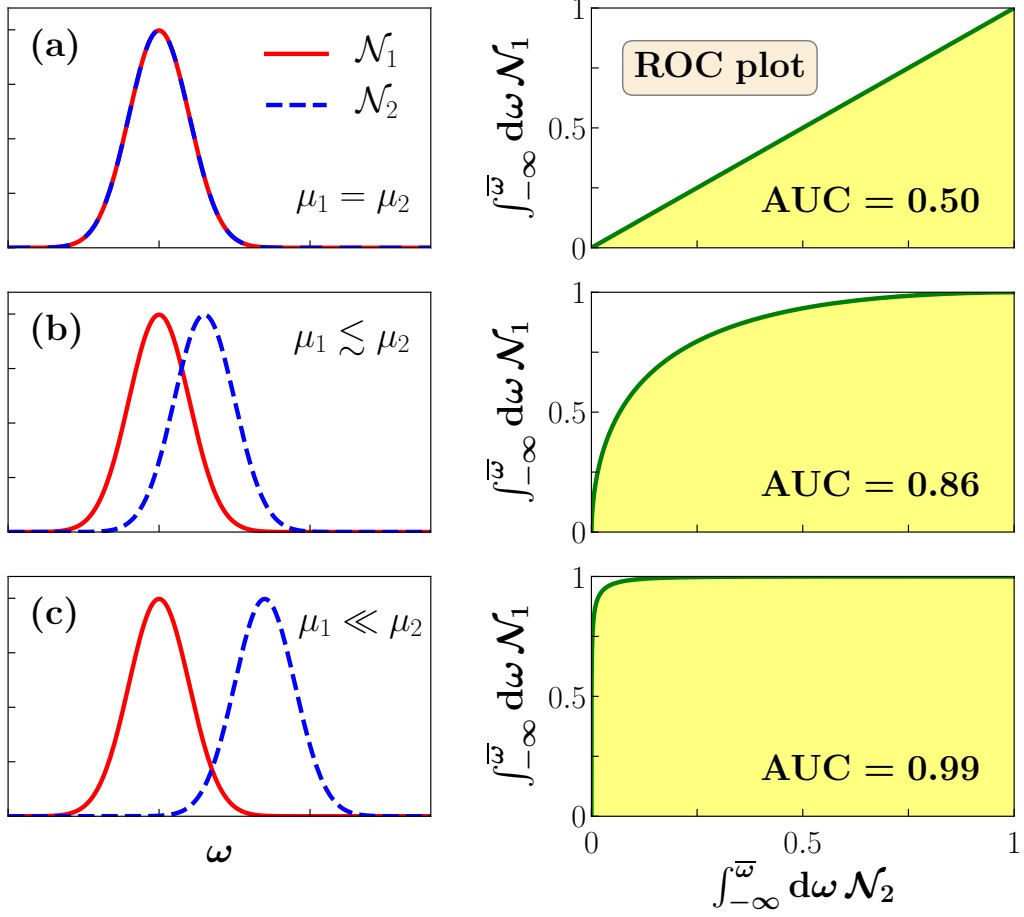 (a)
𝒩₁
𝒩₂
μ₁ = μ₂
ROC plot
AUC = 0.50
∫_{-∞}^{ω̅} dω 𝒩₁
1
0.5
0
(b)
μ₁ ≲ μ₂
AUC = 0.86
∫_{-∞}^{ω̅} dω 𝒩₁
1
0.5
0
(c)
μ₁ ≪ μ₂
AUC = 0.99
∫_{-∞}^{ω̅} dω 𝒩₁
1
0.5
0
0 0.5 1
ω
∫_{-∞}^{ω̅} dω 𝒩₂